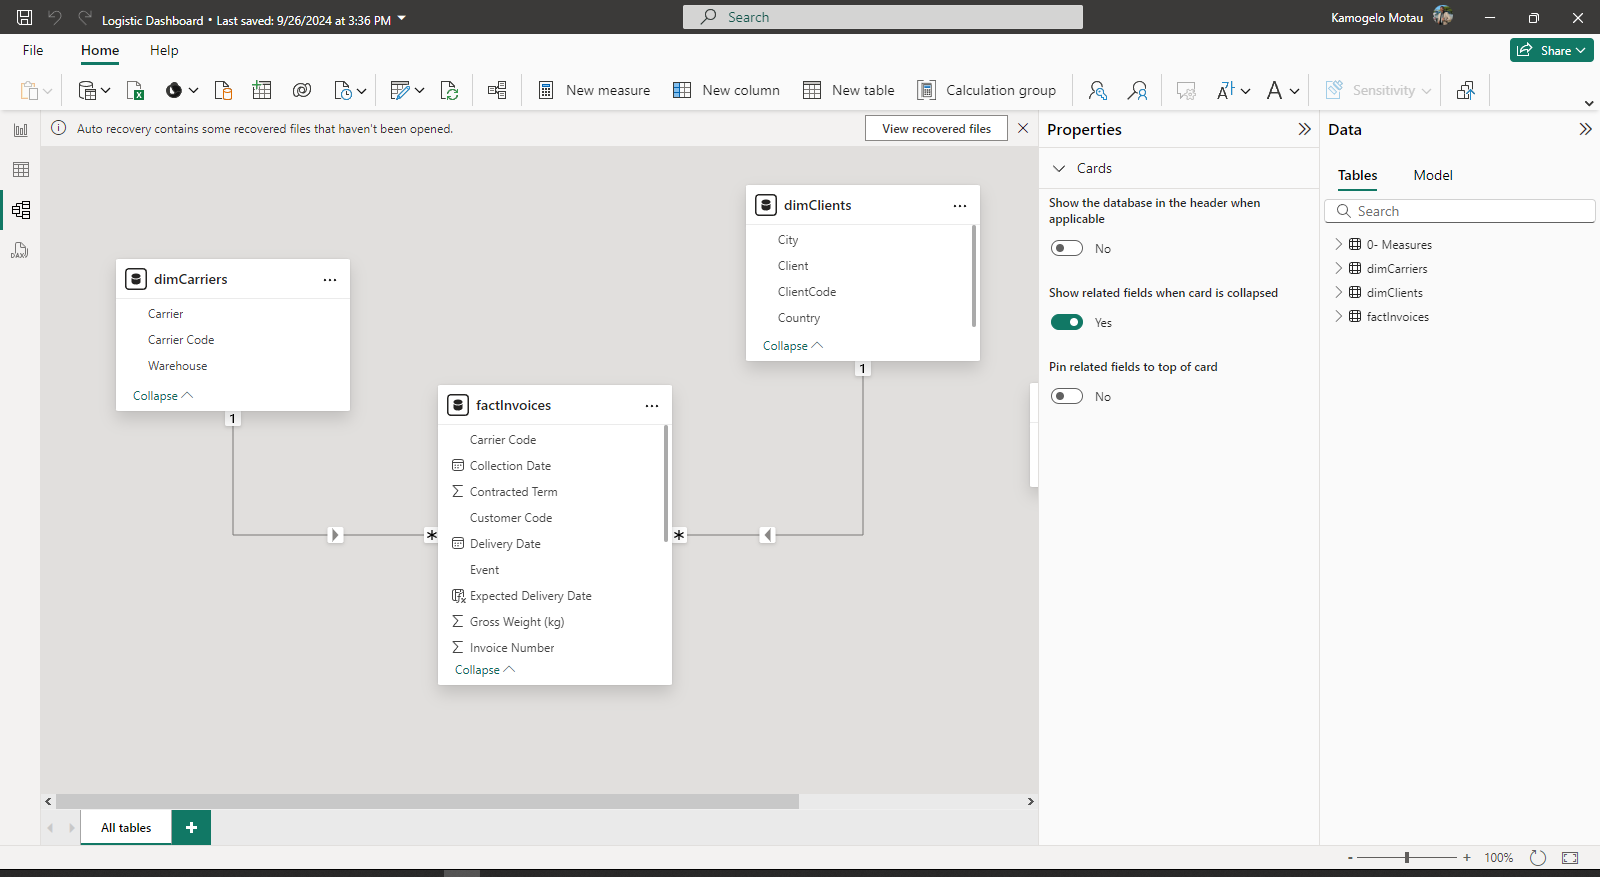 Logistic Dashboard • Last saved: 9/26/2024 at 3:36 PM
Search
Kamogelo Motau
File
Home
Help
Share
New measure
New column
New table
Calculation group
Sensitivity
Auto recovery contains some recovered files that haven't been opened.
View recovered files
DAX
dimCarriers
Carrier
Carrier Code
Warehouse
Collapse
1
dimClients
City
Client
ClientCode
Country
Collapse
1
factInvoices
Carrier Code
Collection Date
Contracted Term
Customer Code
Delivery Date
Event
Expected Delivery Date
Gross Weight (kg)
Invoice Number
Collapse
*
*
Properties
Cards
Show the database in the header when
applicable
No
Show related fields when card is collapsed
Yes
Pin related fields to top of card
No
Data
Tables
Model
Search
0- Measures
dimCarriers
dimClients
factInvoices
All tables
+
- + 100%